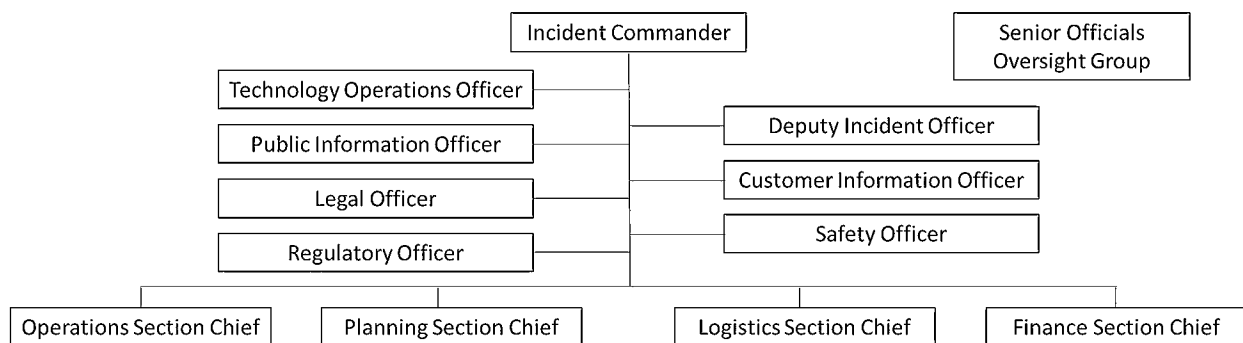 Incident Commander
Senior Officials
Oversight Group
Technology Operations Officer
Deputy Incident Officer
Public Information Officer
Customer Information Officer
Legal Officer
Safety Officer
Regulatory Officer
Operations Section Chief
Planning Section Chief
Logistics Section Chief
Finance Section Chief